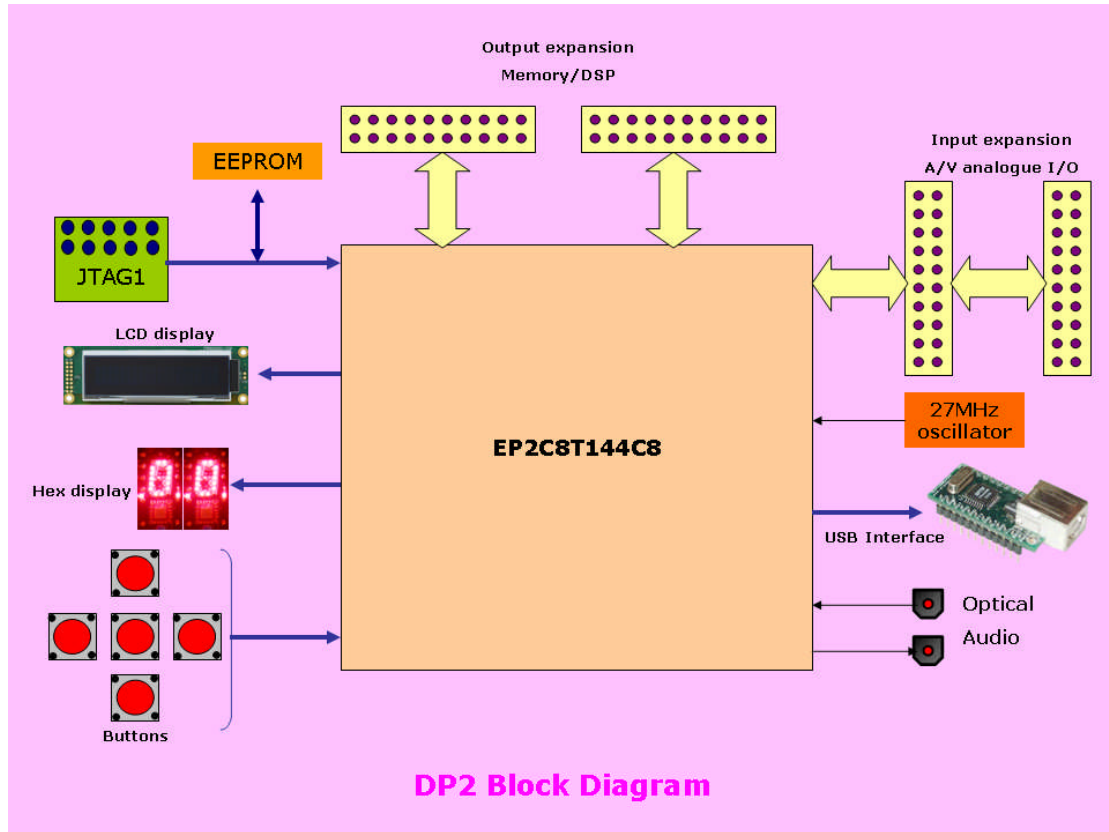 Output expansion
Memory/DSP
Input expansion
A/V analogue I/O
EEPROM
JTAG1
LCD display
27MHz
oscillator
EP2C8T144C8
Hex display
USB Interface
Optical
Audio
Buttons
DP2 Block Diagram